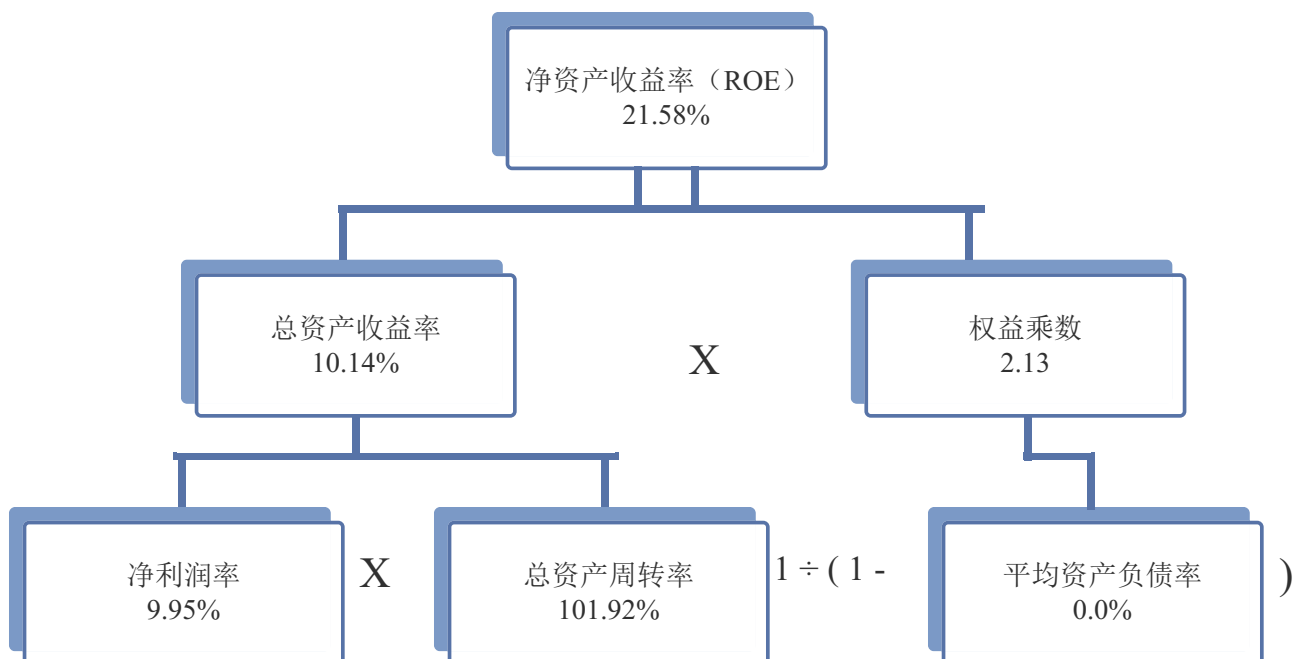 净资产收益率（ROE）
21.58%
总资产收益率
10.14%
X
权益乘数
2.13
净利润率
9.95%
X
总资产周转率
101.92%
1 ÷ ( 1 -
平均资产负债率
0.0%
)